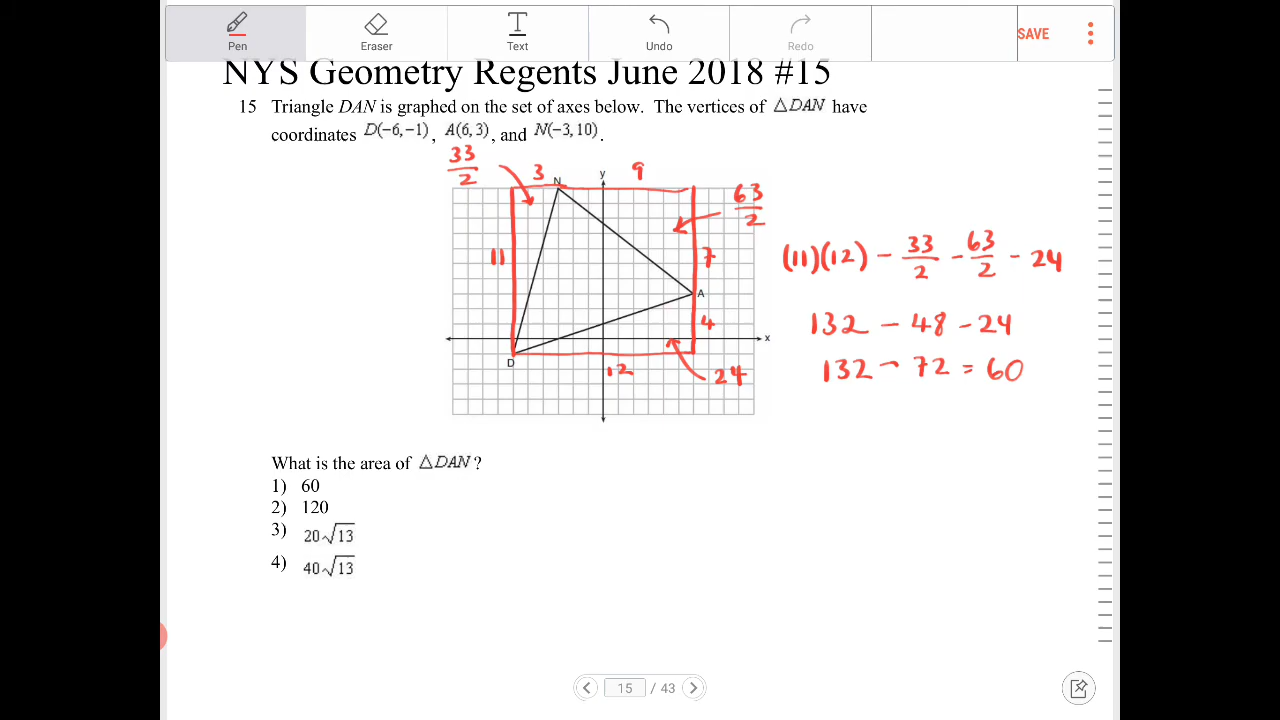 Pen Eraser Text Undo Redo SAVE
NYS Geometry Regents June 2018 #15
15 Triangle DAN is graphed on the set of axes below. The vertices of △DAN have
coordinates D(−6,−1), A(6,3), and N(−3,10).
33/2 3 9
N y
63/2
11 7
A
4
x
D
12 24
(11)(12) − 33/2 − 63/2 − 24
132 − 48 − 24
132 − 72 = 60
What is the area of △DAN?
1) 60
2) 120
3) 20√13
4) 40√13
15 / 43